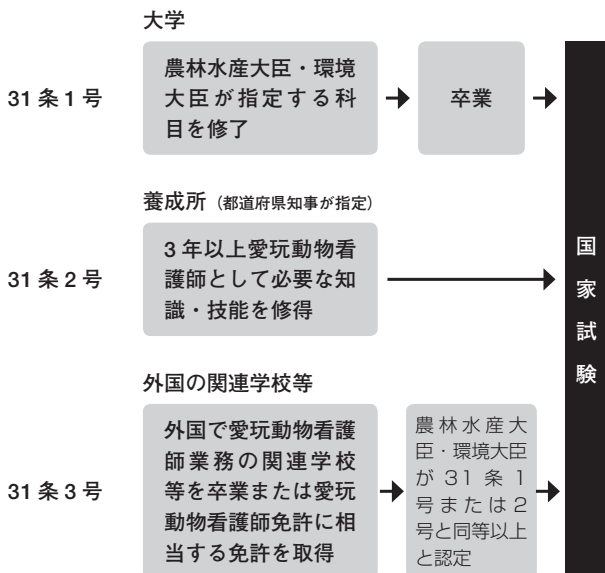 大学
31条1号
農林水産大臣・環境
大臣が指定する科
目を修了
卒業
養成所（都道府県知事が指定）
31条2号
3年以上愛玩動物看
護師として必要な知
識・技能を修得
外国の関連学校等
31条3号
外国で愛玩動物看護
師業務の関連学校
等を卒業または愛玩
動物看護師免許に相
当する免許を取得
農林水産大
臣・環境大臣
が31条1
号または2
号と同等以上
と認定
国家試験